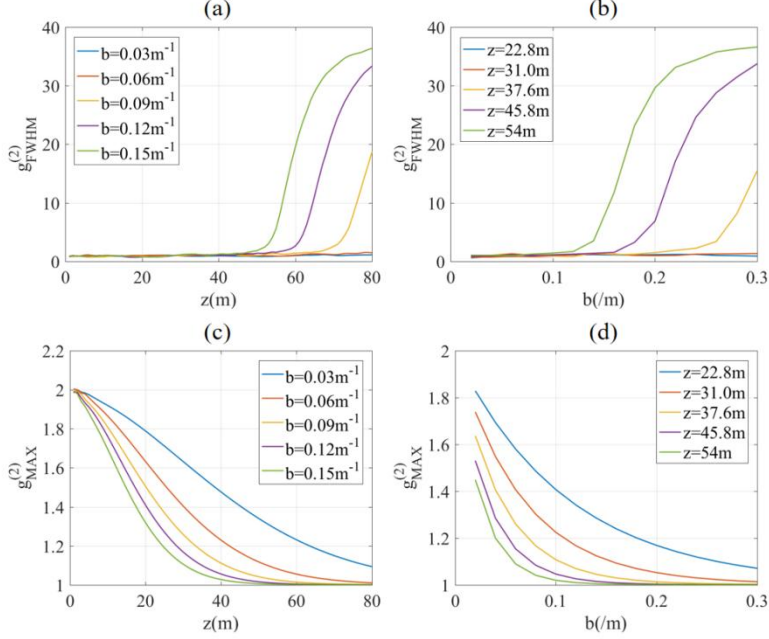 (a)
40
30
20
10
0
g(2)FWHM
b=0.03m-1
b=0.06m-1
b=0.09m-1
b=0.12m-1
b=0.15m-1
0 20 40 60 80
z(m)
(b)
40
30
20
10
0
g(2)FWHM
z=22.8m
z=31.0m
z=37.6m
z=45.8m
z=54m
0 0.1 0.2 0.3
b(/m)
(c)
2.2
2
1.8
1.6
1.4
1.2
1
g(2)MAX
b=0.03m-1
b=0.06m-1
b=0.09m-1
b=0.12m-1
b=0.15m-1
0 20 40 60 80
z(m)
(d)
2
1.8
1.6
1.4
1.2
1
g(2)MAX
z=22.8m
z=31.0m
z=37.6m
z=45.8m
z=54m
0 0.1 0.2 0.3
b(/m)